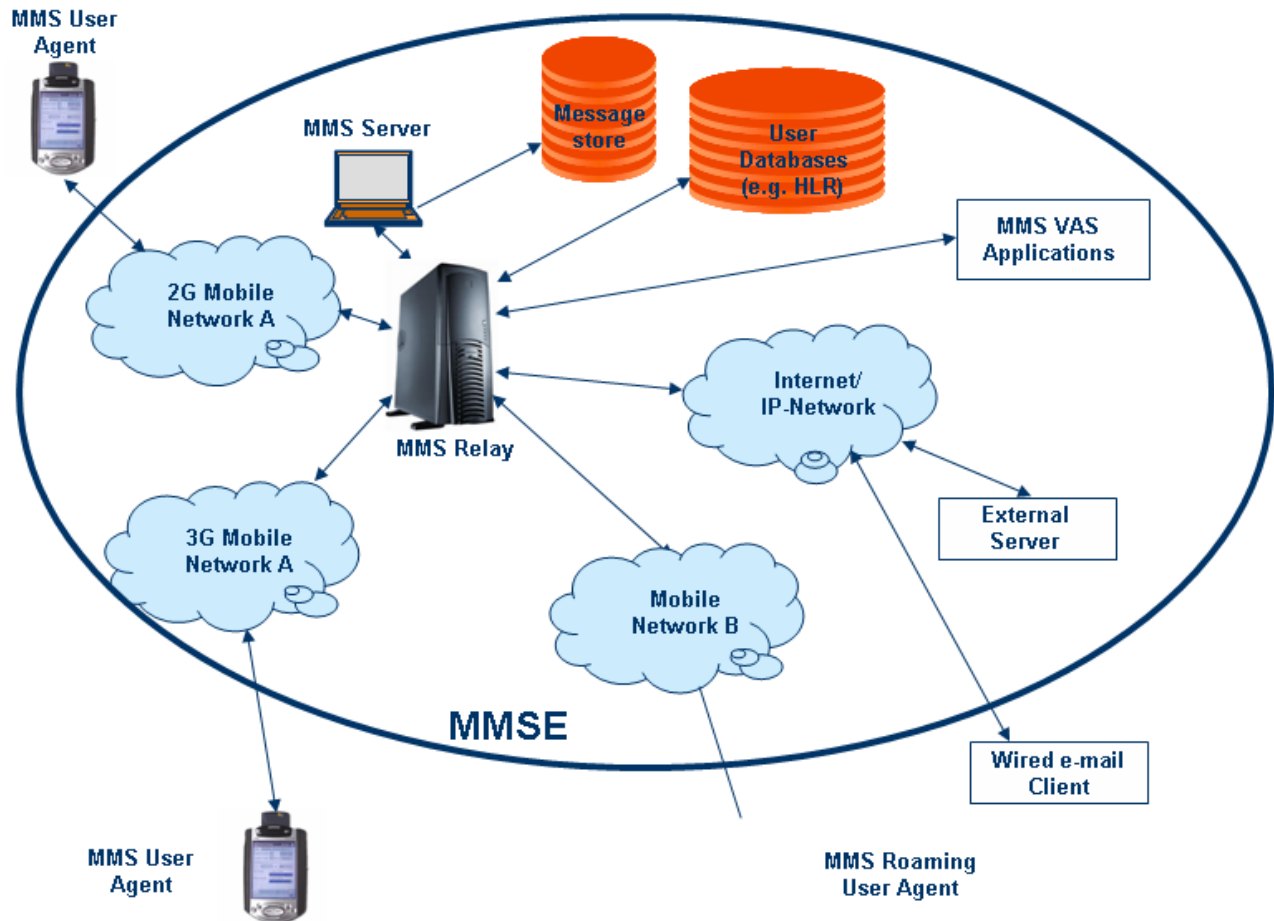 MMS User
Agent
MMS Server
Message
store
User
Databases
(e.g. HLR)
MMS VAS
Applications
2G Mobile
Network A
Internet/
IP-Network
MMS Relay
3G Mobile
Network A
External
Server
Mobile
Network B
MMSE
Wired e-mail
Client
MMS User
Agent
MMS Roaming
User Agent